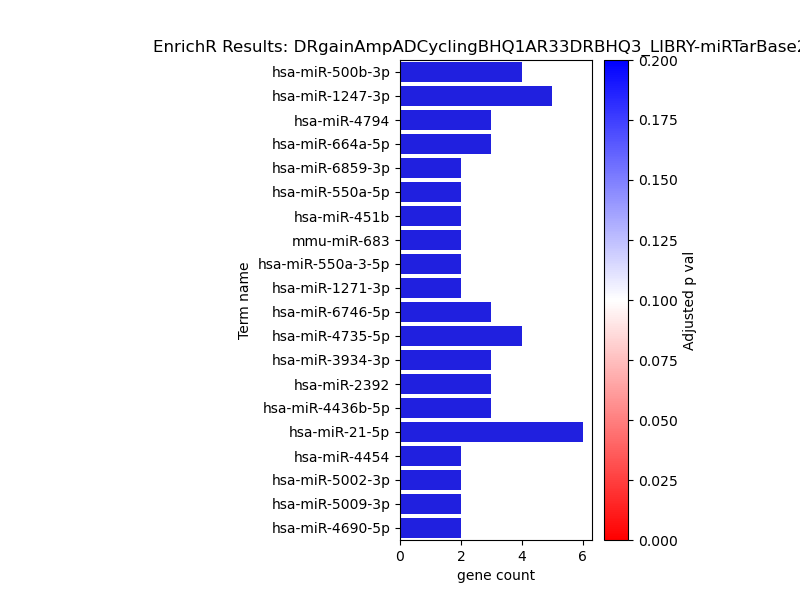 EnrichR Results: DRgainAmpADCyclingBHQ1AR33DRBHQ3_LIBRY-miRTarBase2
hsa-miR-500b-3p
hsa-miR-1247-3p
hsa-miR-4794
hsa-miR-664a-5p
hsa-miR-6859-3p
hsa-miR-550a-5p
hsa-miR-451b
mmu-miR-683
hsa-miR-550a-3-5p
hsa-miR-1271-3p
hsa-miR-6746-5p
hsa-miR-4735-5p
hsa-miR-3934-3p
hsa-miR-2392
hsa-miR-4436b-5p
hsa-miR-21-5p
hsa-miR-4454
hsa-miR-5002-3p
hsa-miR-5009-3p
hsa-miR-4690-5p
Term name
0 2 4 6
gene count
0.200
0.175
0.150
0.125
0.100
0.075
0.050
0.025
0.000
Adjusted p val